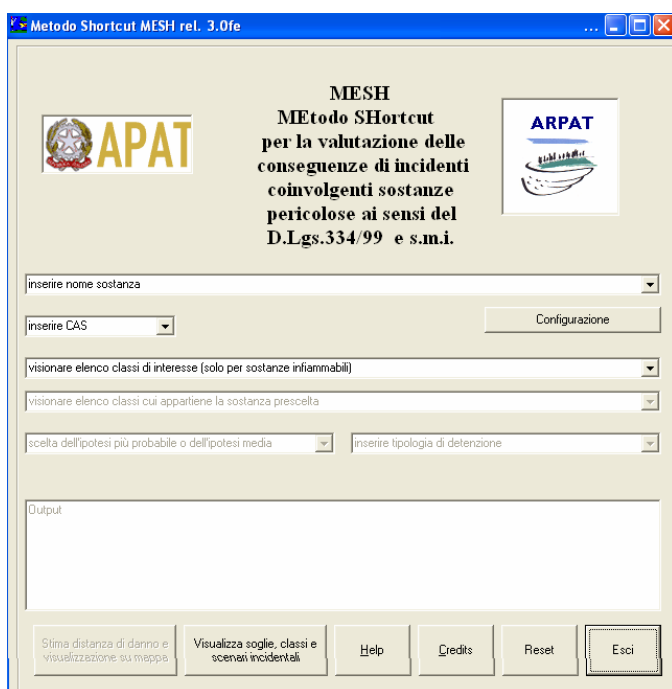 Metodo Shortcut MESH rel. 3.0fe
...
MESH
MEtodo SHortcut
per la valutazione delle
conseguenze di incidenti
coinvolgenti sostanze
pericolose ai sensi del
D.Lgs.334/99 e s.m.i.
APAT
ARPAT
inserire nome sostanza
inserire CAS
Configurazione
visionare elenco classi di interesse (solo per sostanze infiammabili)
visionare elenco classi cui appartiene la sostanza prescelta
scelta dell'ipotesi più probabile o dell'ipotesi media
inserire tipologia di detenzione
Output
Stima distanza di danno e
visualizzazione su mappa
Visualizza soglie, classi e
scenari incidentali
Help
Credits
Reset
Esci